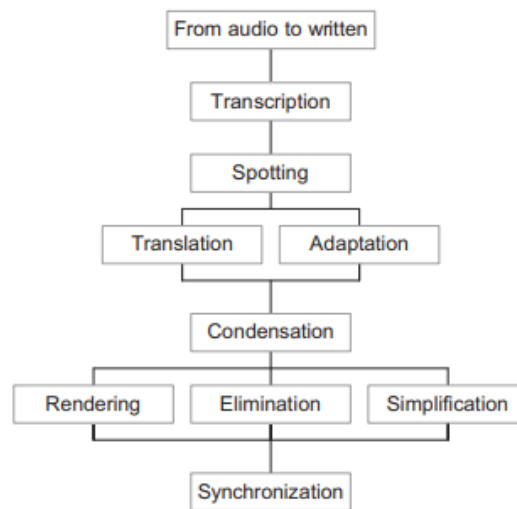 From audio to written
Transcription
Spotting
Translation
Adaptation
Condensation
Rendering
Elimination
Simplification
Synchronization